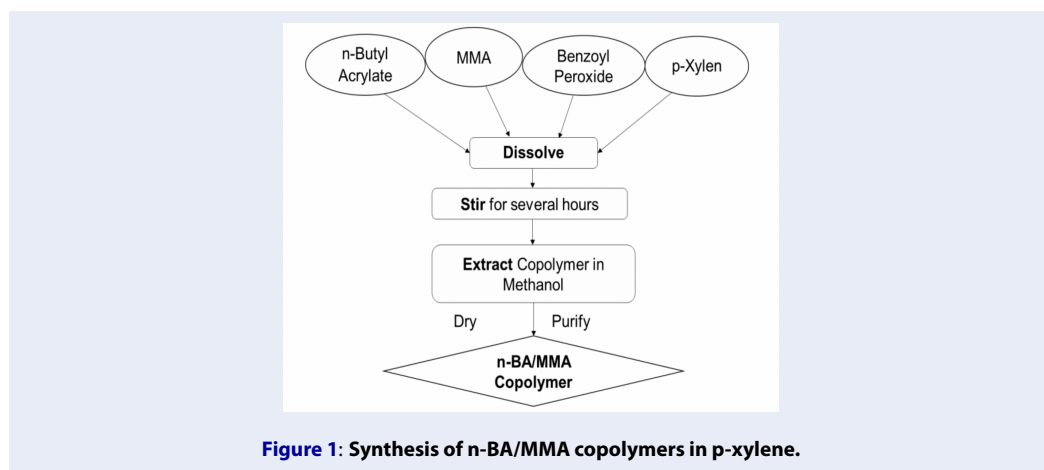 n-Butyl
Acrylate
MMA
Benzoyl
Peroxide
p-Xylen
Dissolve
Stir for several hours
Extract Copolymer in
Methanol
Dry Purify
n-BA/MMA
Copolymer
Figure 1: Synthesis of n-BA/MMA copolymers in p-xylene.